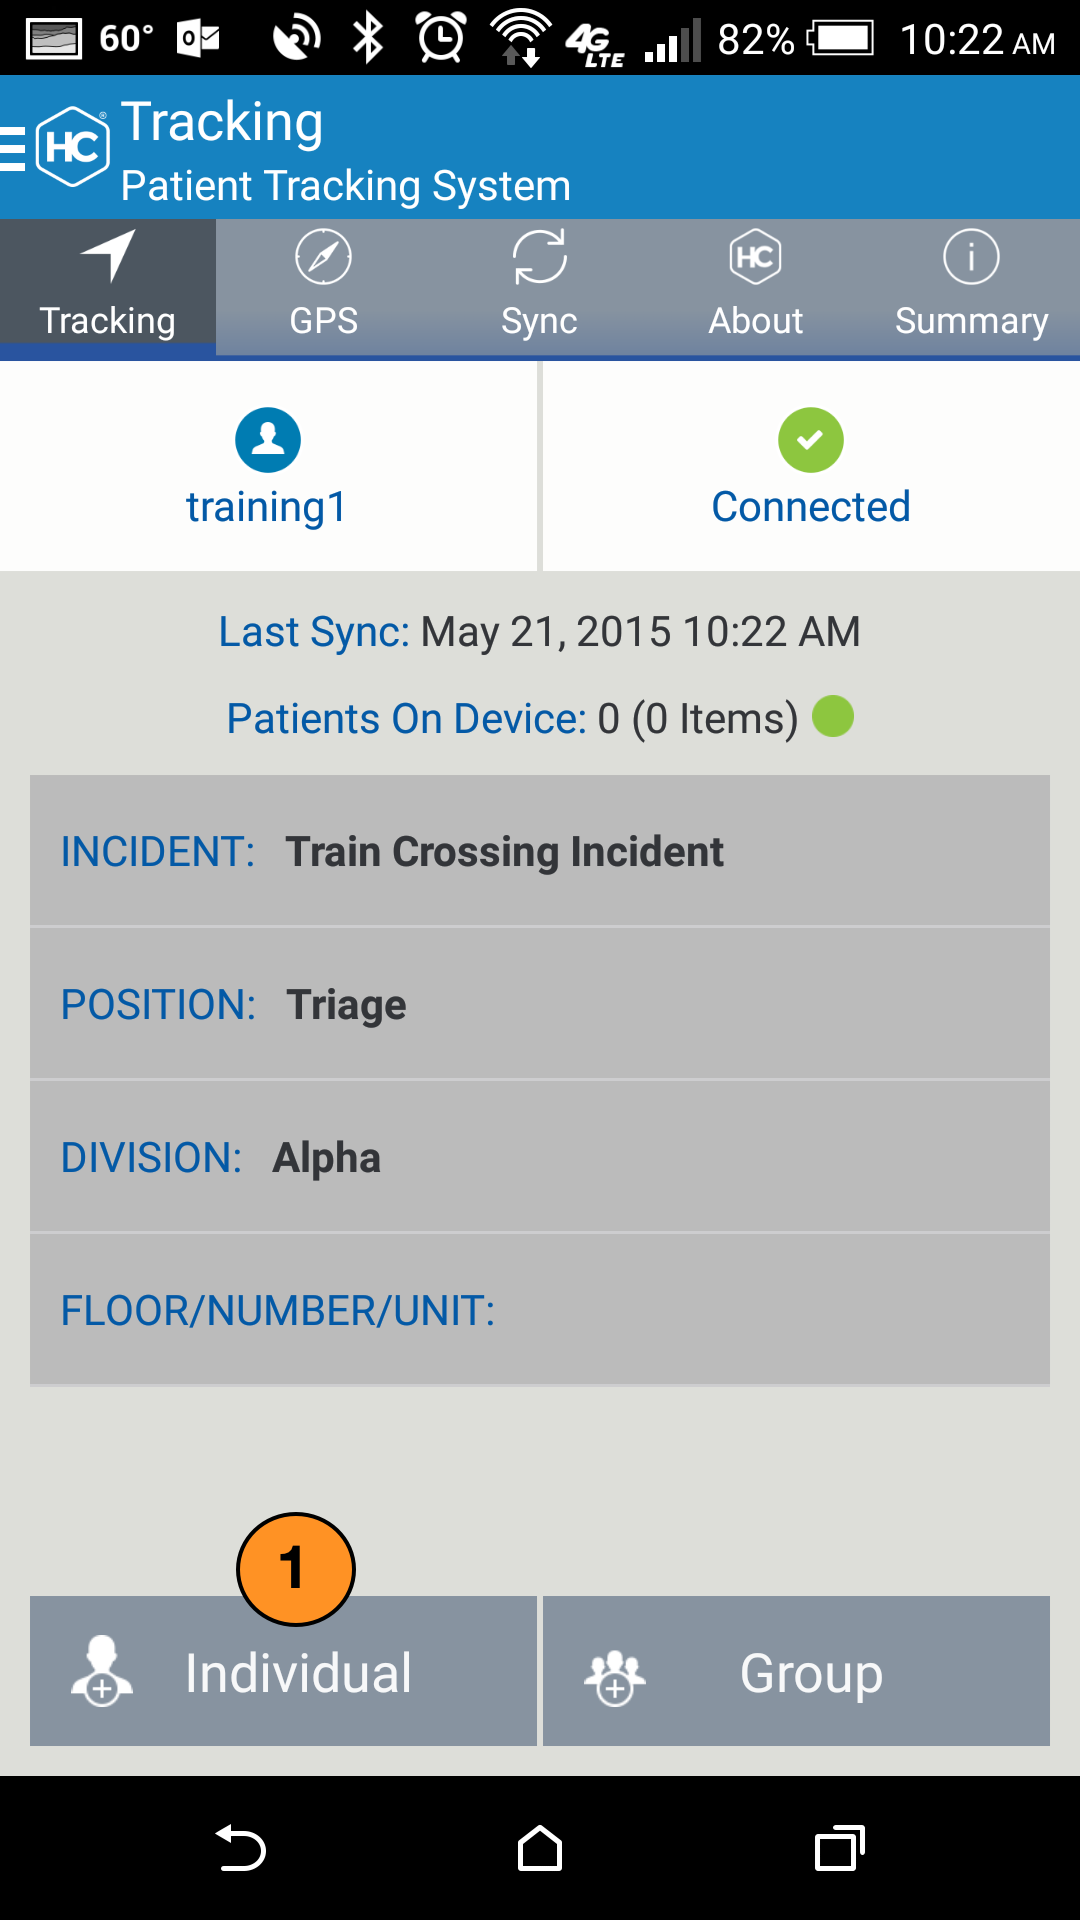 60° 4G LTE 82% 10:22 AM
HC® Tracking
Patient Tracking System
Tracking GPS Sync HC About i Summary
training1 Connected
Last Sync: May 21, 2015 10:22 AM
Patients On Device: 0 (0 Items)
INCIDENT: Train Crossing Incident
POSITION: Triage
DIVISION: Alpha
FLOOR/NUMBER/UNIT:
1
Individual Group